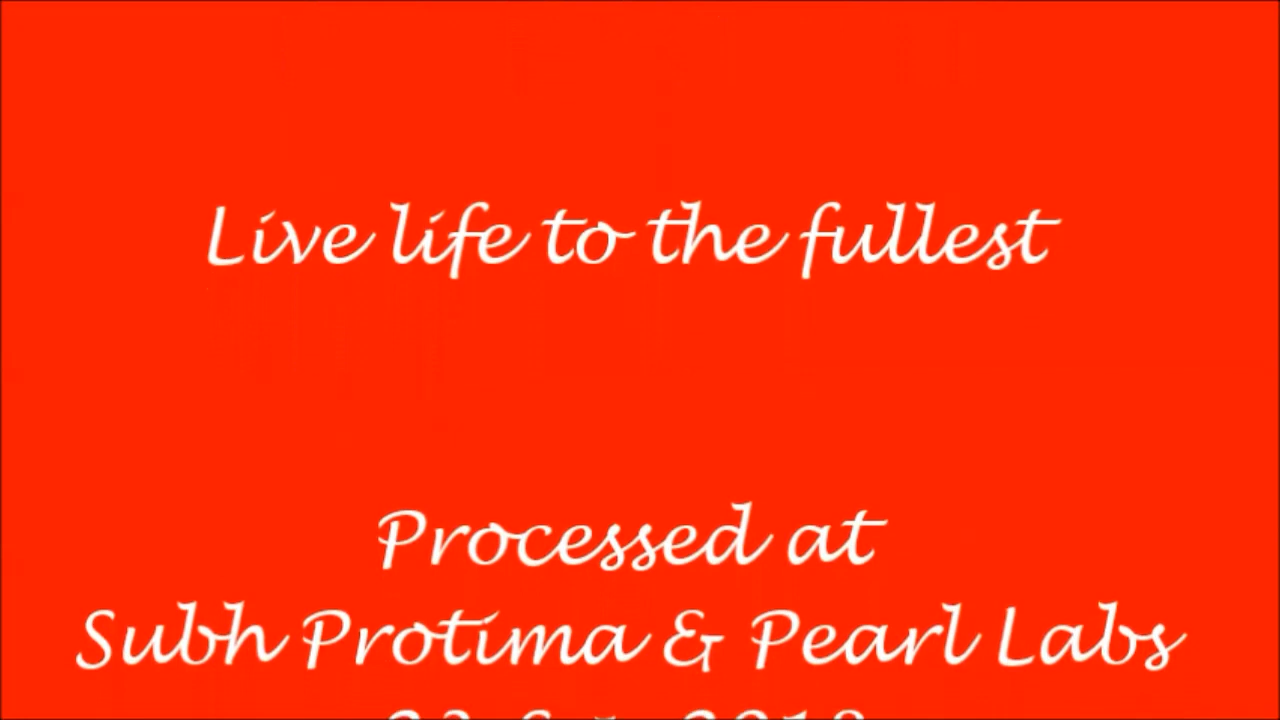 Live life to the fullest
Processed at
Subh Protima & Pearl Labs